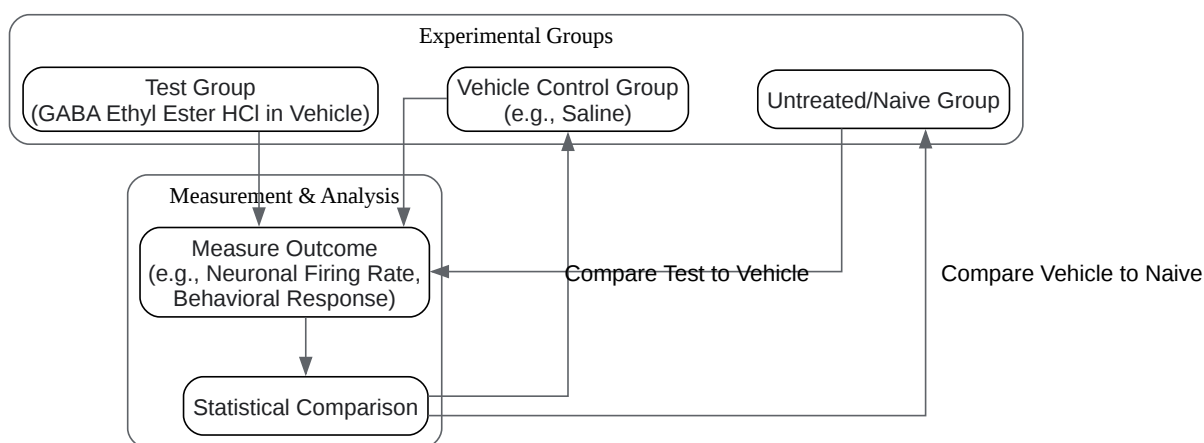 Experimental Groups
Test Group
(GABA Ethyl Ester HCl in Vehicle)
Vehicle Control Group
(e.g., Saline)
Untreated/Naive Group
Measurement & Analysis
Measure Outcome
(e.g., Neuronal Firing Rate,
Behavioral Response)
Compare Test to Vehicle
Compare Vehicle to Naive
Statistical Comparison